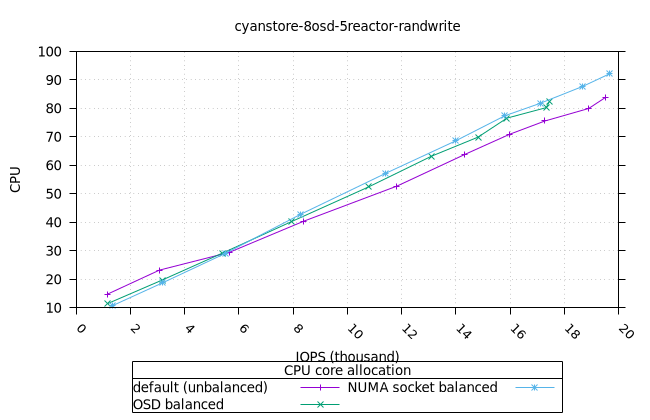 cyanstore-8osd-5reactor-randwrite
100
90
80
70
60
50
40
30
20
10
CPU
0 2 4 6 8 10 12 14 16 18 20
IOPS (thousand)
CPU core allocation
default (unbalanced) NUMA socket balanced
OSD balanced